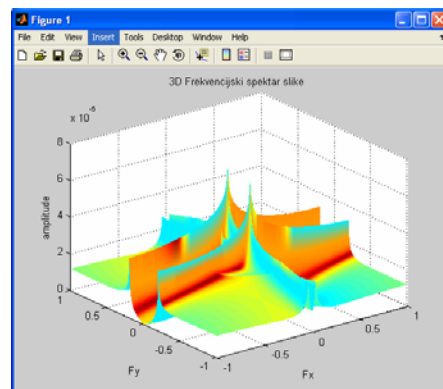 Figure 1
File Edit View Insert Tools Desktop Window Help
3D Frekvencijski spektar slike
x 10^-5
8
6
4
2
0
amplitude
1
0.5
0
-0.5
-1
Fy
-1
-0.5
0
0.5
1
Fx